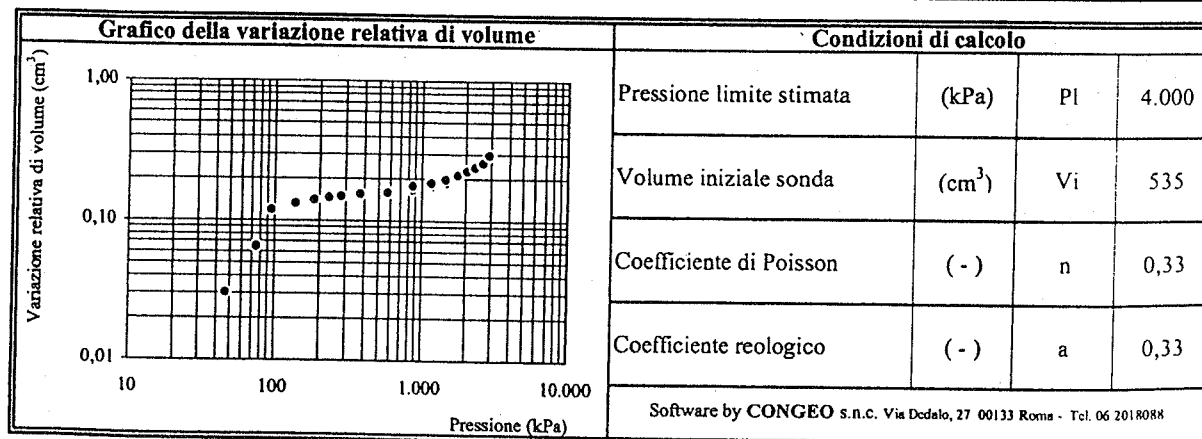 Grafico della variazione relativa di volume
Variazione relativa di volume (cm³)
1,00
0,10
0,01
10
100
1.000
10.000
Pressione (kPa)
Condizioni di calcolo
Pressione limite stimata (kPa) Pl 4.000
Volume iniziale sonda (cm³) Vi 535
Coefficiente di Poisson ( - ) n 0,33
Coefficiente reologico ( - ) a 0,33
Software by CONGEO s.n.c. Via Dedalo, 27 00133 Roma - Tel. 06 2018088